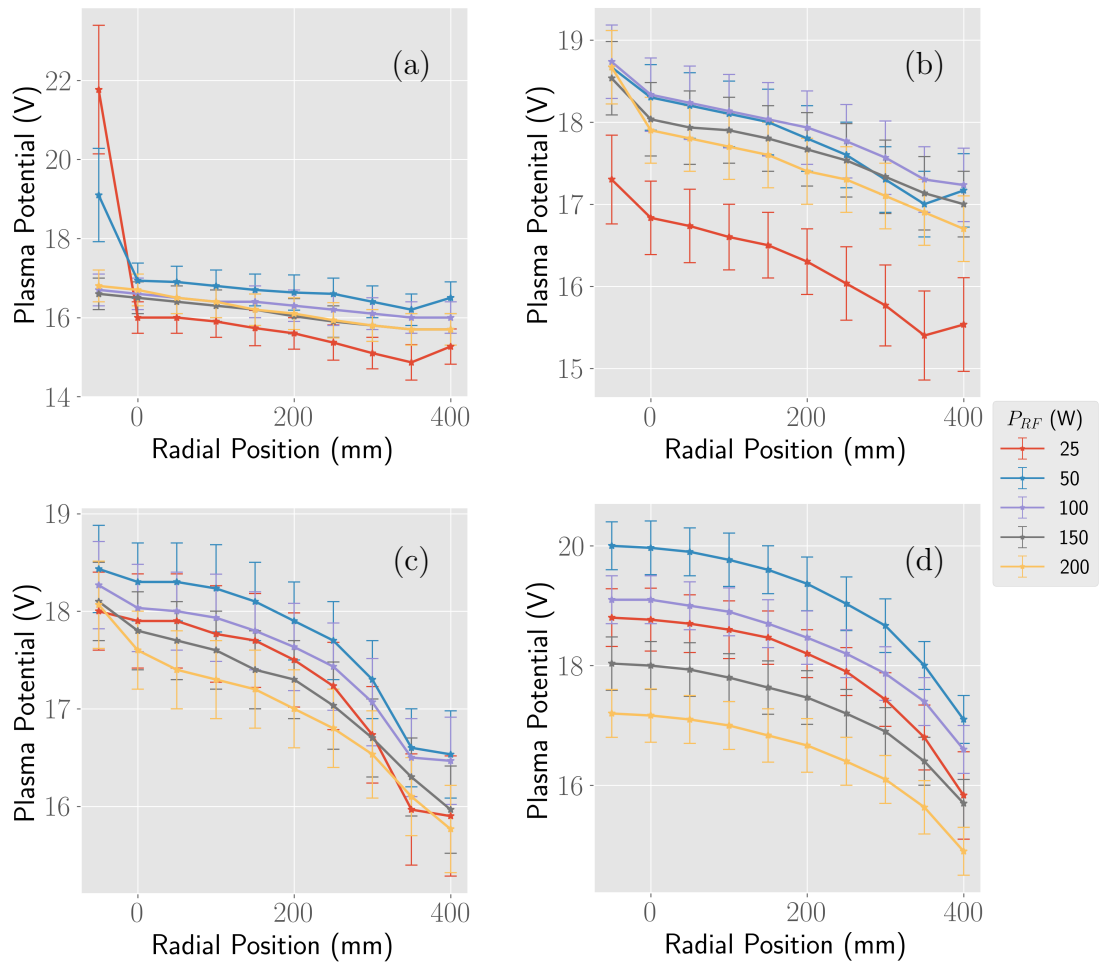 (a)
22
20
18
16
14
Plasma Potential (V)
0 200 400
Radial Position (mm)
(b)
19
18
17
16
15
Plasma Potenital (V)
0 200 400
Radial Position (mm)
P_RF (W)
25
50
100
150
200
(c)
19
18
17
16
Plasma Potential (V)
0 200 400
Radial Position (mm)
(d)
20
18
16
Plasma Potential (V)
0 200 400
Radial Position (mm)